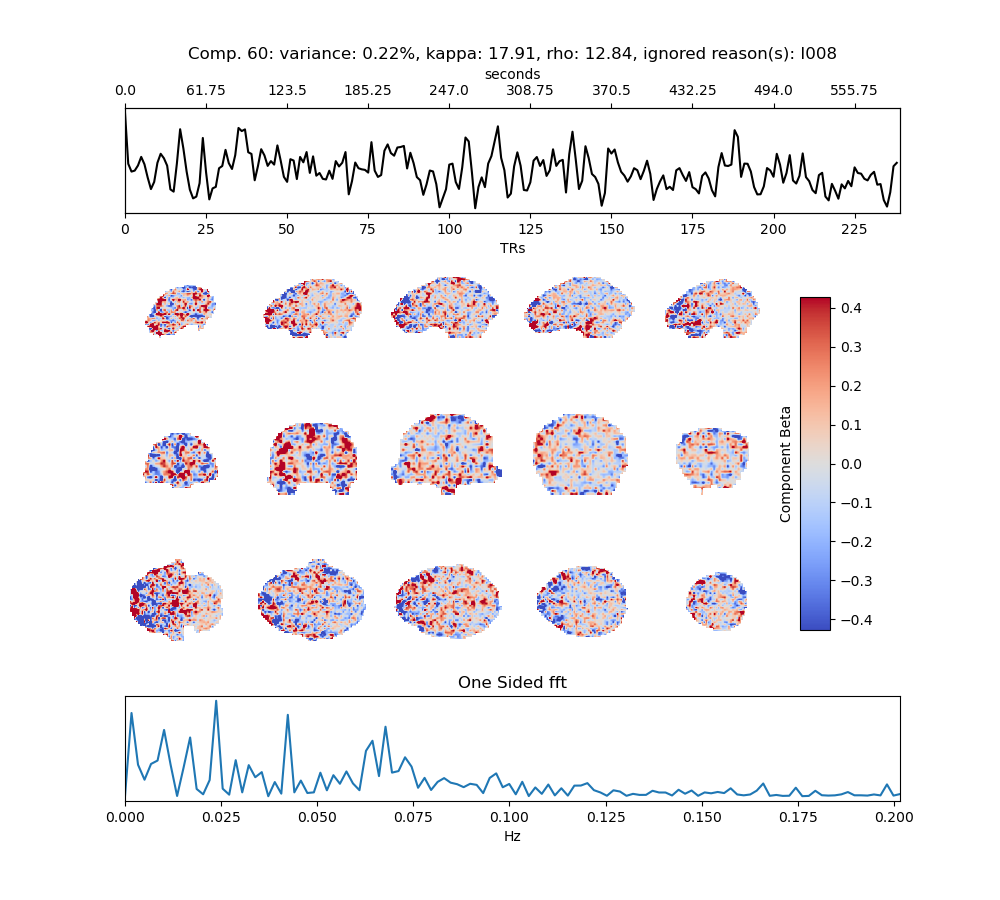 Comp. 60: variance: 0.22%, kappa: 17.91, rho: 12.84, ignored reason(s): I008
seconds
0.0 61.75 123.5 185.25 247.0 308.75 370.5 432.25 494.0 555.75
0 25 50 75 100 125 150 175 200 225
TRs
0.4
0.3
0.2
0.1
0.0
−0.1
−0.2
−0.3
−0.4
Component Beta
One Sided fft
0.000 0.025 0.050 0.075 0.100 0.125 0.150 0.175 0.200
Hz